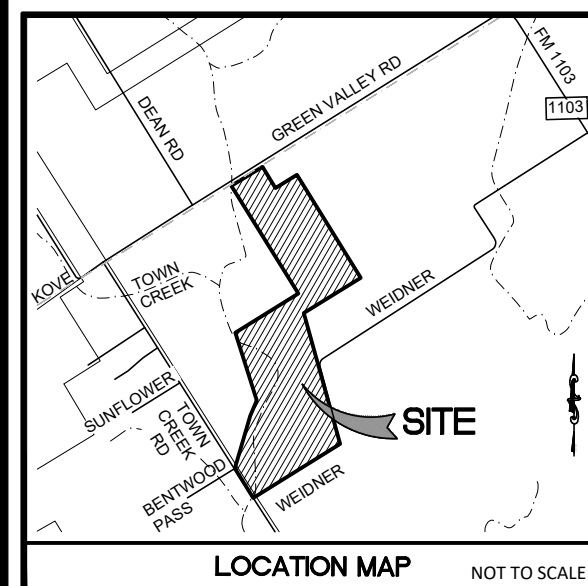 FM 1103
1103
DEAN RD
GREEN VALLEY RD
KOVE
TOWN
CREEK
WEIDNER
SUNFLOWER
TOWN
CREEK
RD
SITE
BENTWOOD
PASS
WEIDNER
LOCATION MAP
NOT TO SCALE